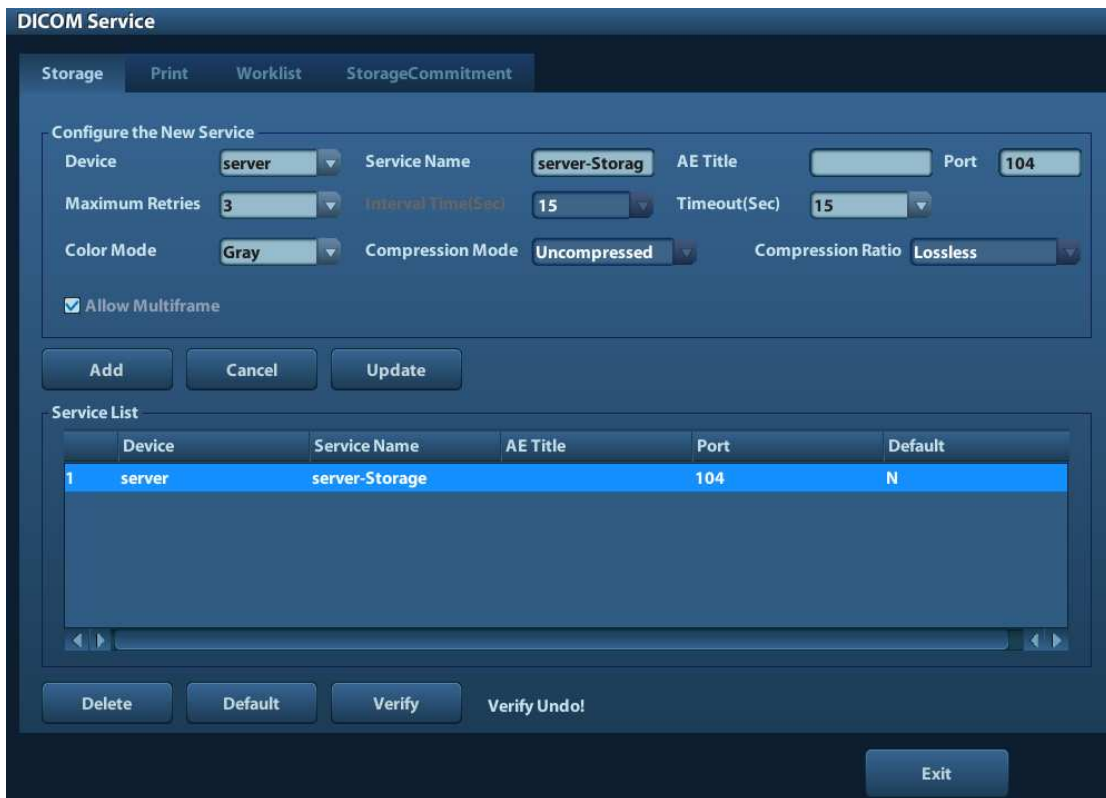 DICOM Service
Storage Print Worklist StorageCommitment
Configure the New Service
Device server Service Name server-Storag AE Title Port 104
Maximum Retries 3 Interval Time(Sec) 15 Timeout(Sec) 15
Color Mode Gray Compression Mode Uncompressed Compression Ratio Lossless
Allow Multiframe
Add Cancel Update
Service List
Device Service Name AE Title Port Default
1 server server-Storage 104 N
Delete Default Verify Verify Undo!
Exit